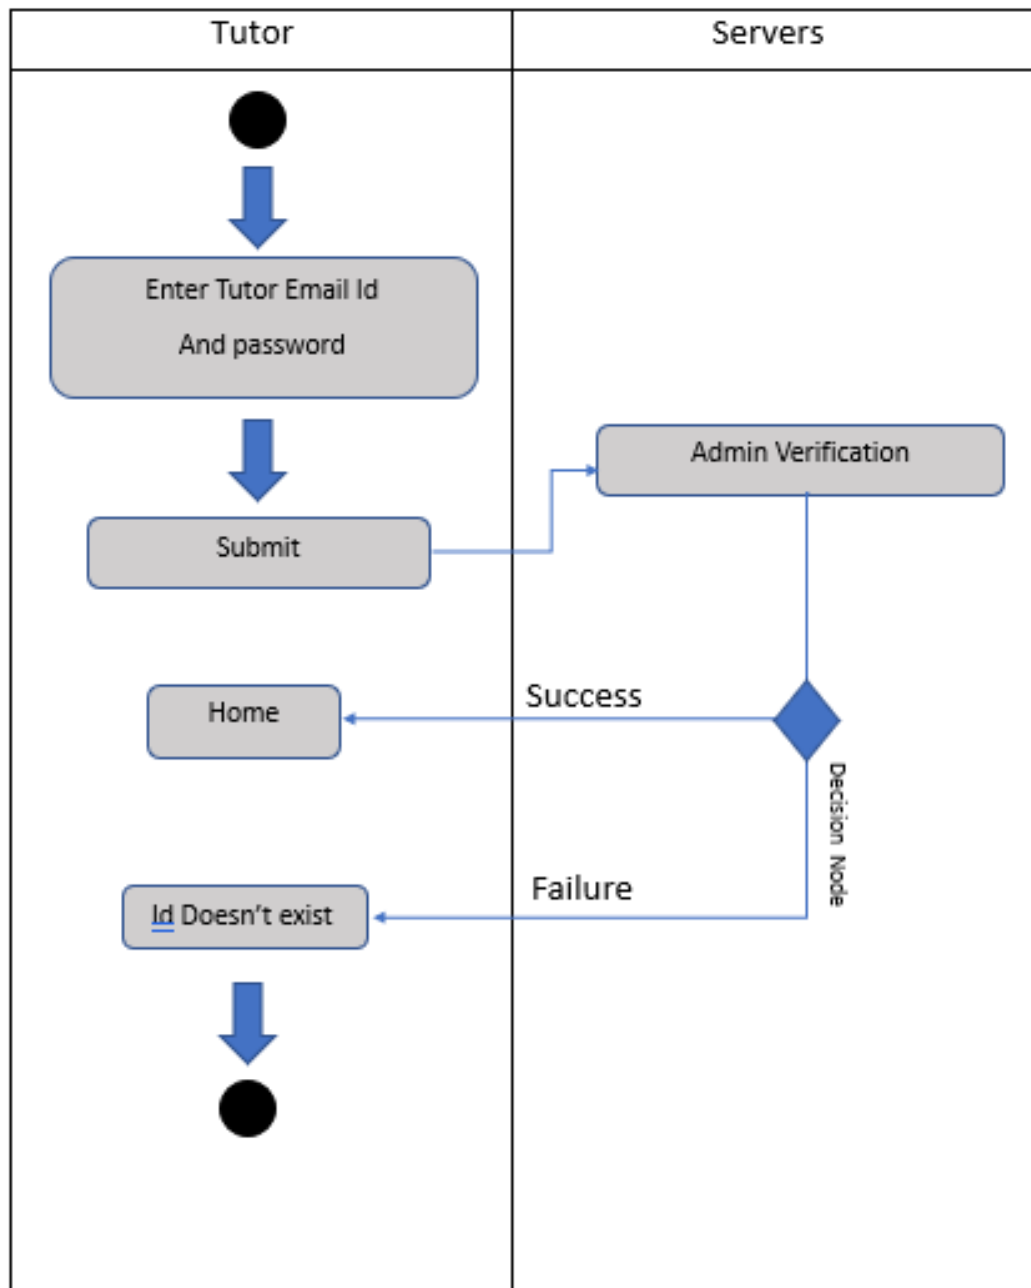 Tutor
Servers
Enter Tutor Email Id
And password
Admin Verification
Submit
Success
Home
Decision Node
Failure
Id Doesn't exist